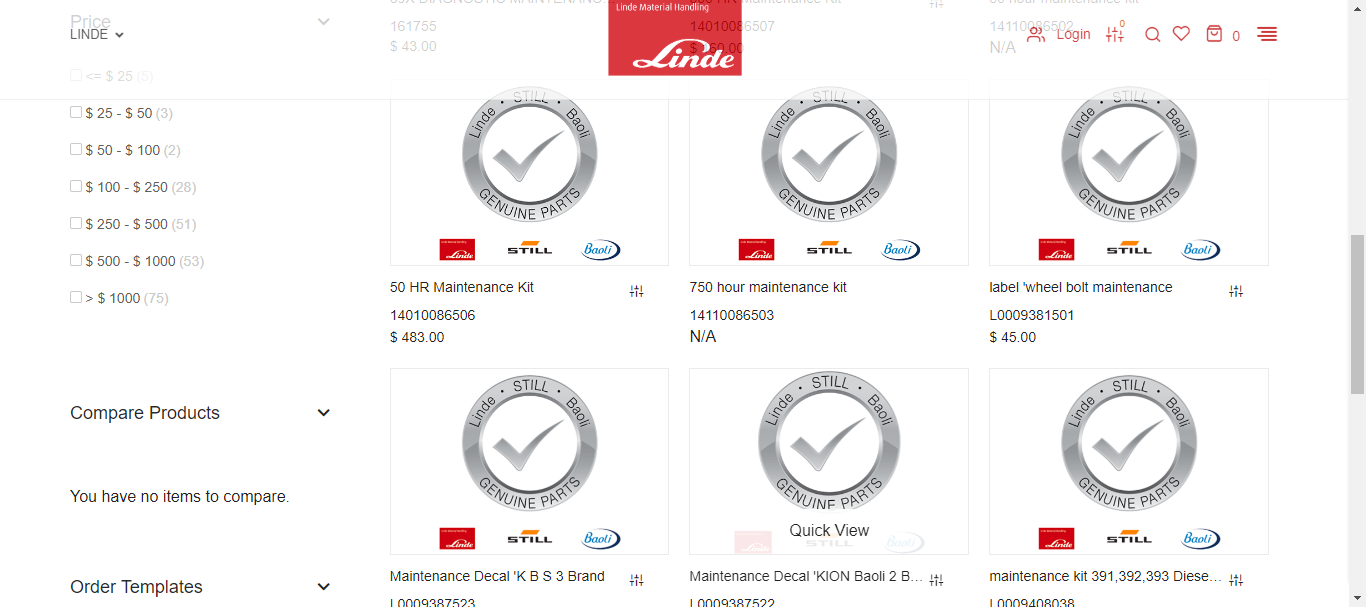 Price
LINDE
Linde Material Handling
Linde
Login
0
0
161755
$ 43.00
14010086507
14110086502
N/A
<= $ 25 (5)
$ 25 - $ 50 (3)
$ 50 - $ 100 (2)
$ 100 - $ 250 (28)
$ 250 - $ 500 (51)
$ 500 - $ 1000 (53)
> $ 1000 (75)
Linde · STILL · Baoli
GENUINE PARTS
Linde STILL Baoli
Linde · STILL · Baoli
GENUINE PARTS
Linde STILL Baoli
Linde · STILL · Baoli
GENUINE PARTS
Linde STILL Baoli
50 HR Maintenance Kit
14010086506
$ 483.00
750 hour maintenance kit
14110086503
N/A
label 'wheel bolt maintenance
L0009381501
$ 45.00
Compare Products
You have no items to compare.
Order Templates
Linde · STILL · Baoli
GENUINE PARTS
Linde STILL Baoli
Linde · STILL · Baoli
GENUINE PARTS
Quick View
Linde STILL Baoli
Linde · STILL · Baoli
GENUINE PARTS
Linde STILL Baoli
Maintenance Decal 'K B S 3 Brand
L0009387523
Maintenance Decal 'KION Baoli 2 B...
L0009387522
maintenance kit 391,392,393 Diese...
L0009408038